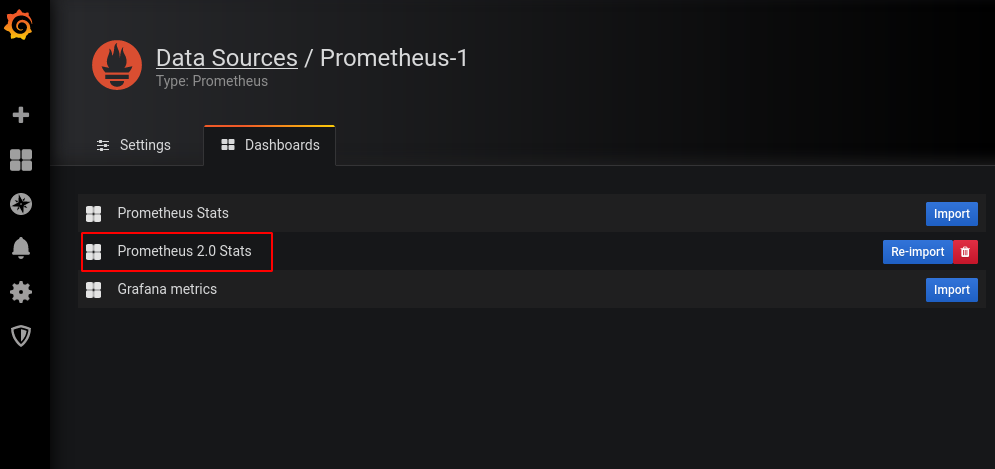 Data Sources / Prometheus-1
Type: Prometheus
Settings
Dashboards
Prometheus Stats
Import
Prometheus 2.0 Stats
Re-import
Grafana metrics
Import